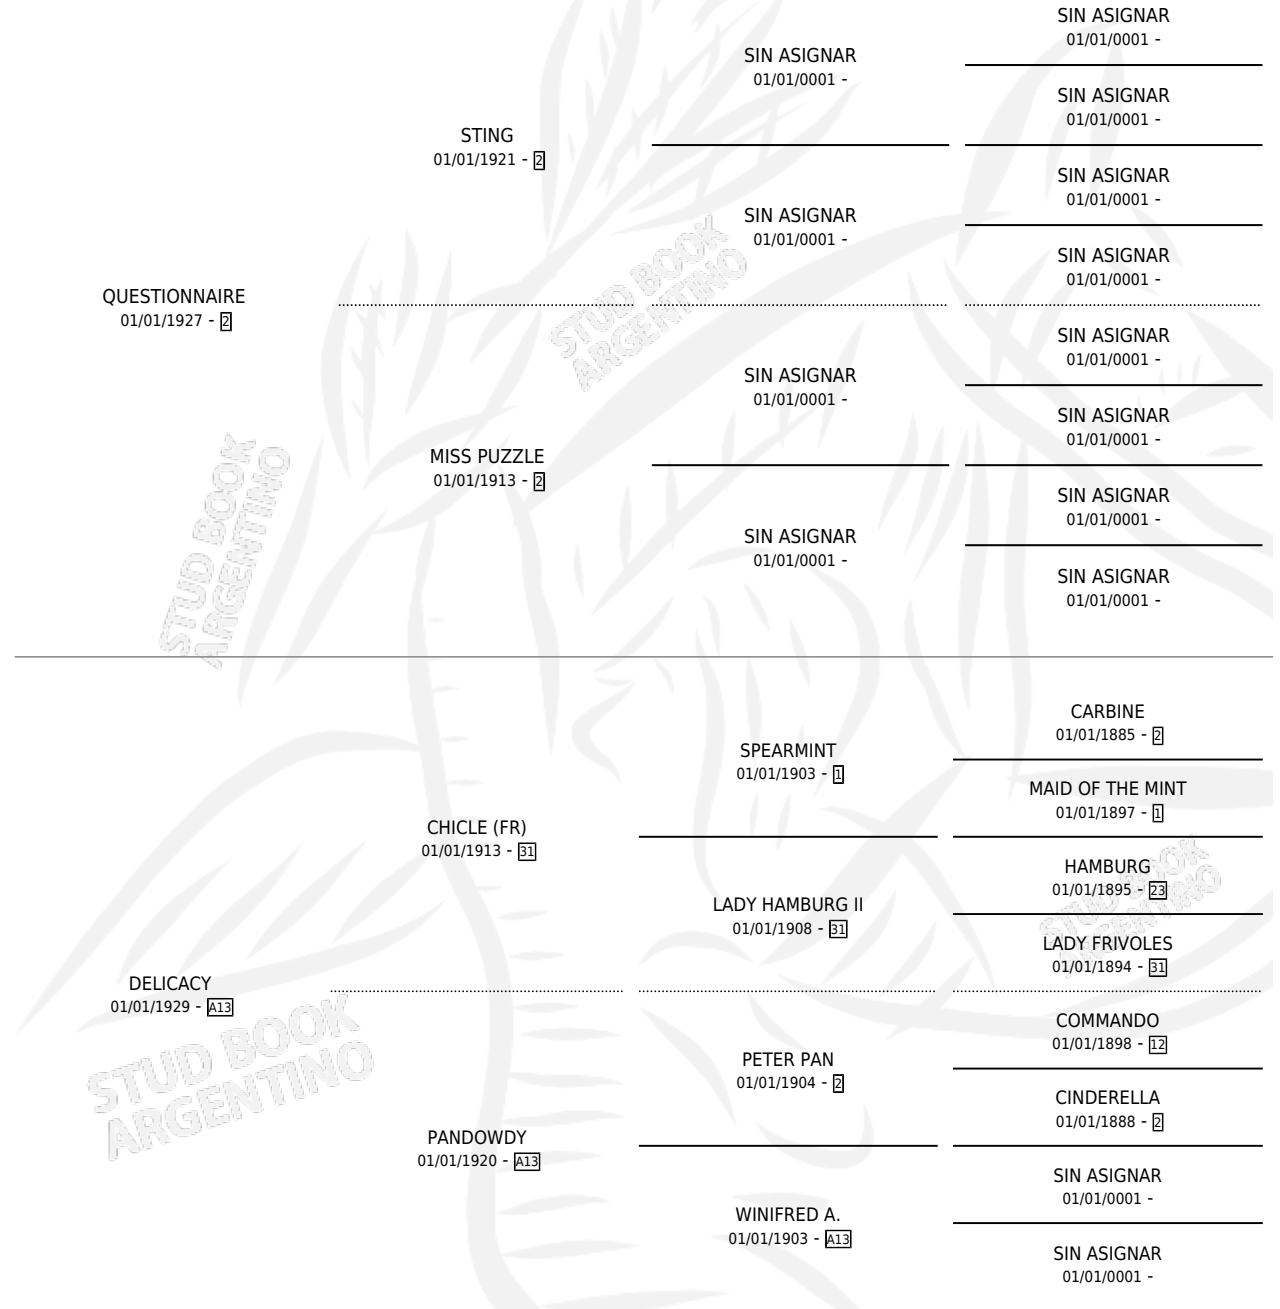 SIN ASIGNAR
01/01/0001 -
SIN ASIGNAR
01/01/0001 -
SIN ASIGNAR
01/01/0001 -
STING
01/01/1921 - 2
SIN ASIGNAR
01/01/0001 -
SIN ASIGNAR
01/01/0001 -
SIN ASIGNAR
01/01/0001 -
QUESTIONNAIRE
01/01/1927 - 2
SIN ASIGNAR
01/01/0001 -
SIN ASIGNAR
01/01/0001 -
SIN ASIGNAR
01/01/0001 -
MISS PUZZLE
01/01/1913 - 2
SIN ASIGNAR
01/01/0001 -
SIN ASIGNAR
01/01/0001 -
SIN ASIGNAR
01/01/0001 -
STUD BOOK
ARGENTINO
STUD BOOK
ARGENTINO
CARBINE
01/01/1885 - 2
SPEARMINT
01/01/1903 - 1
MAID OF THE MINT
01/01/1897 - 1
CHICLE (FR)
01/01/1913 - 31
HAMBURG
01/01/1895 - 23
LADY HAMBURG II
01/01/1908 - 31
LADY FRIVOLES
01/01/1894 - 31
DELICACY
01/01/1929 - A13
COMMANDO
01/01/1898 - 12
PETER PAN
01/01/1904 - 2
CINDERELLA
01/01/1888 - 2
PANDOWDY
01/01/1920 - A13
SIN ASIGNAR
01/01/0001 -
WINIFRED A.
01/01/1903 - A13
SIN ASIGNAR
01/01/0001 -
STUD BOOK
ARGENTINO
STUD BOOK
ARGENTINO